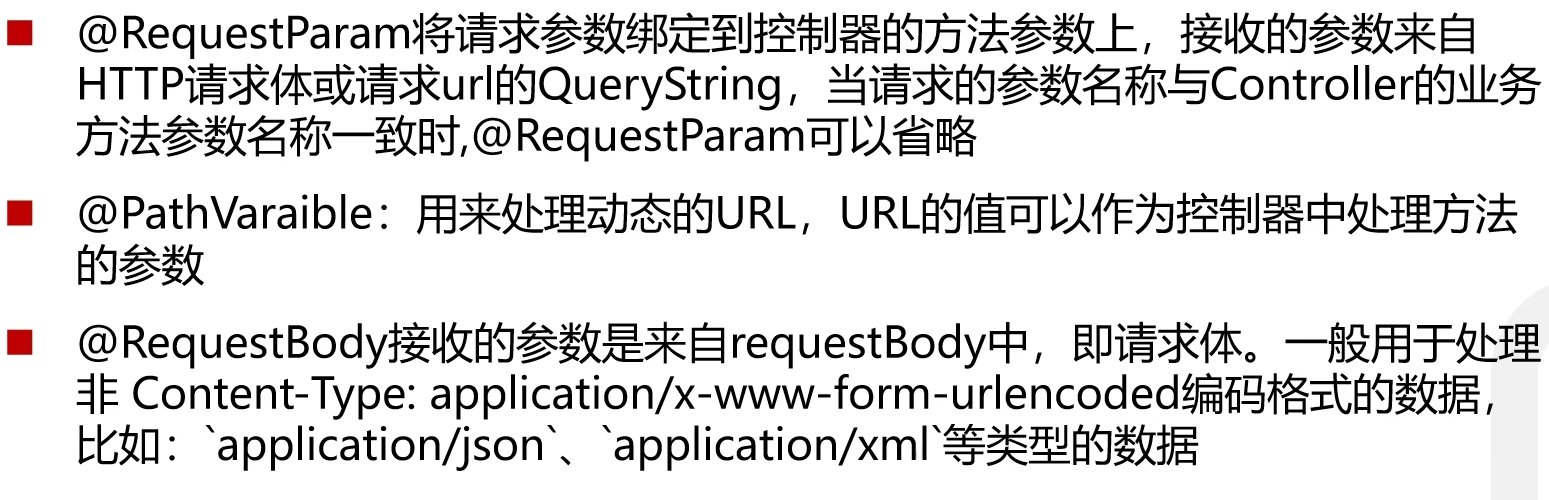 @RequestParam将请求参数绑定到控制器的方法参数上，接收的参数来自
HTTP请求体或请求url的QueryString，当请求的参数名称与Controller的业务
方法参数名称一致时,@RequestParam可以省略
@PathVaraible：用来处理动态的URL，URL的值可以作为控制器中处理方法
的参数
@RequestBody接收的参数是来自requestBody中，即请求体。一般用于处理
非 Content-Type: application/x-www-form-urlencoded编码格式的数据，
比如：`application/json`、`application/xml`等类型的数据